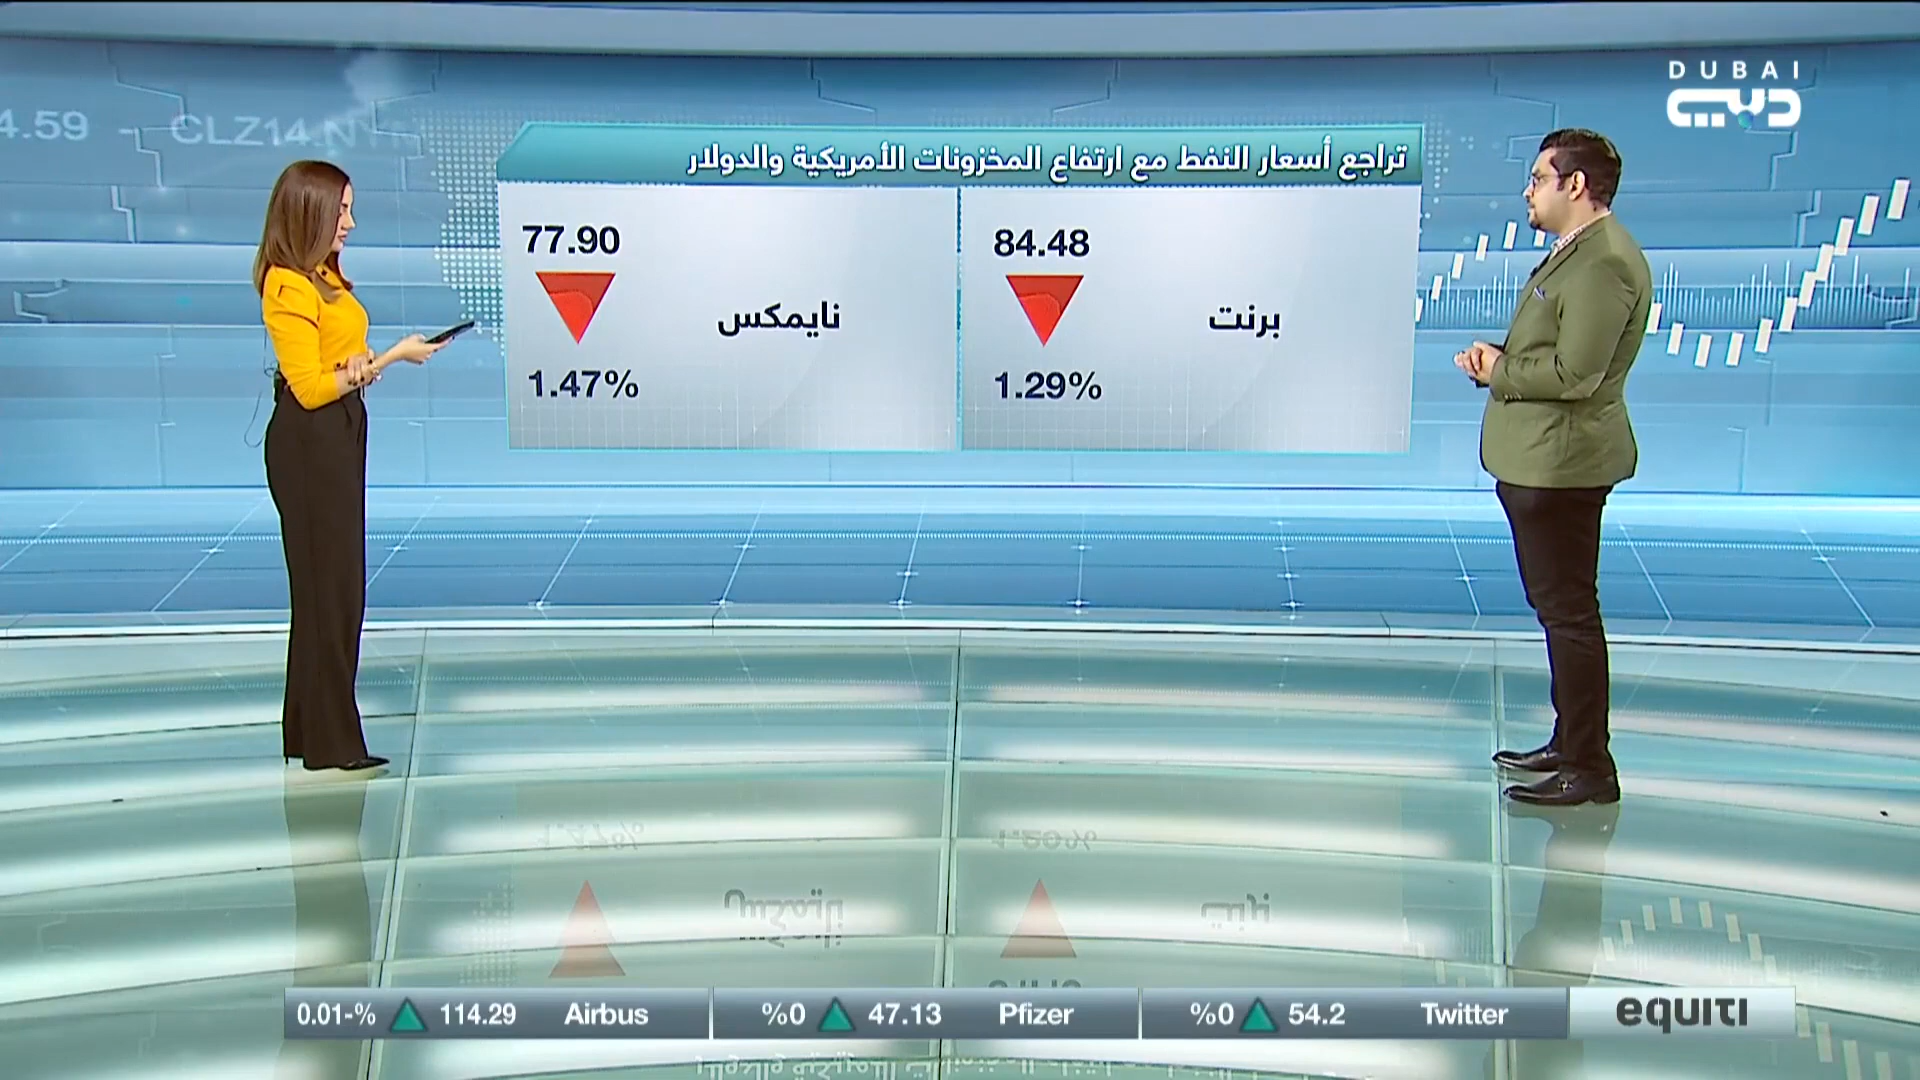 DUBAI
دبي
4.59 - CLZ14.NY
تراجع أسعار النفط مع ارتفاع المخزونات الأمريكية والدولار
برنت
84.48
1.29%
نايمكس
77.90
1.47%
equiti
Twitter 54.2 %0
Pfizer 47.13 %0
Airbus 114.29 0.01-%